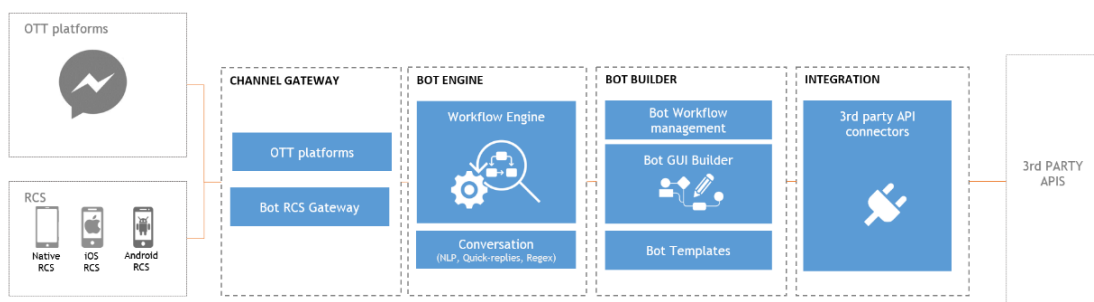 OTT platforms
RCS
Native
RCS
iOS
RCS
Android
RCS
CHANNEL GATEWAY
OTT platforms
Bot RCS Gateway
BOT ENGINE
Workflow Engine
Conversation
(NLP, Quick-replies, Regex)
BOT BUILDER
Bot Workflow
management
Bot GUI Builder
Bot Templates
INTEGRATION
3rd party API
connectors
3rd PARTY
APIS